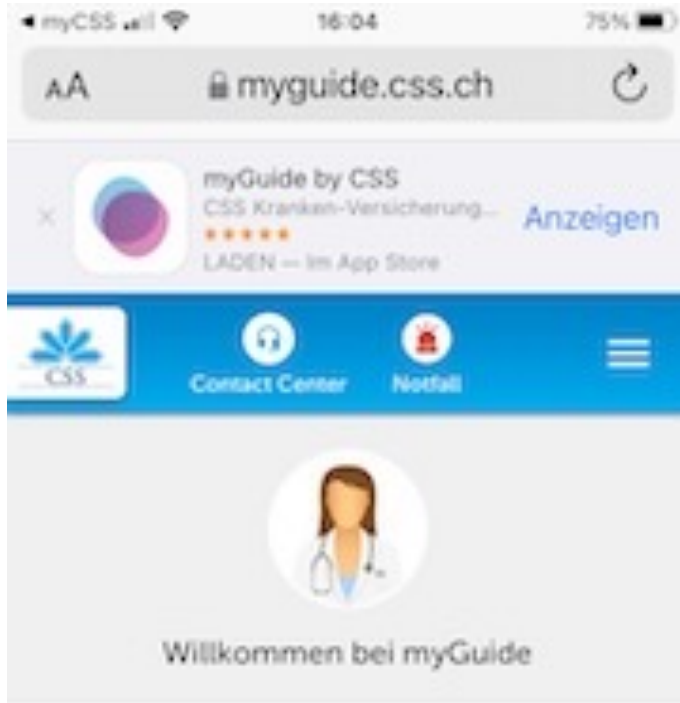 myCSS 16:04 75%
AA myguide.css.ch
myGuide by CSS
CSS Kranken-Versicherung...
Anzeigen
LADEN — Im App Store
CSS
Contact Center Notfall
Willkommen bei myGuide